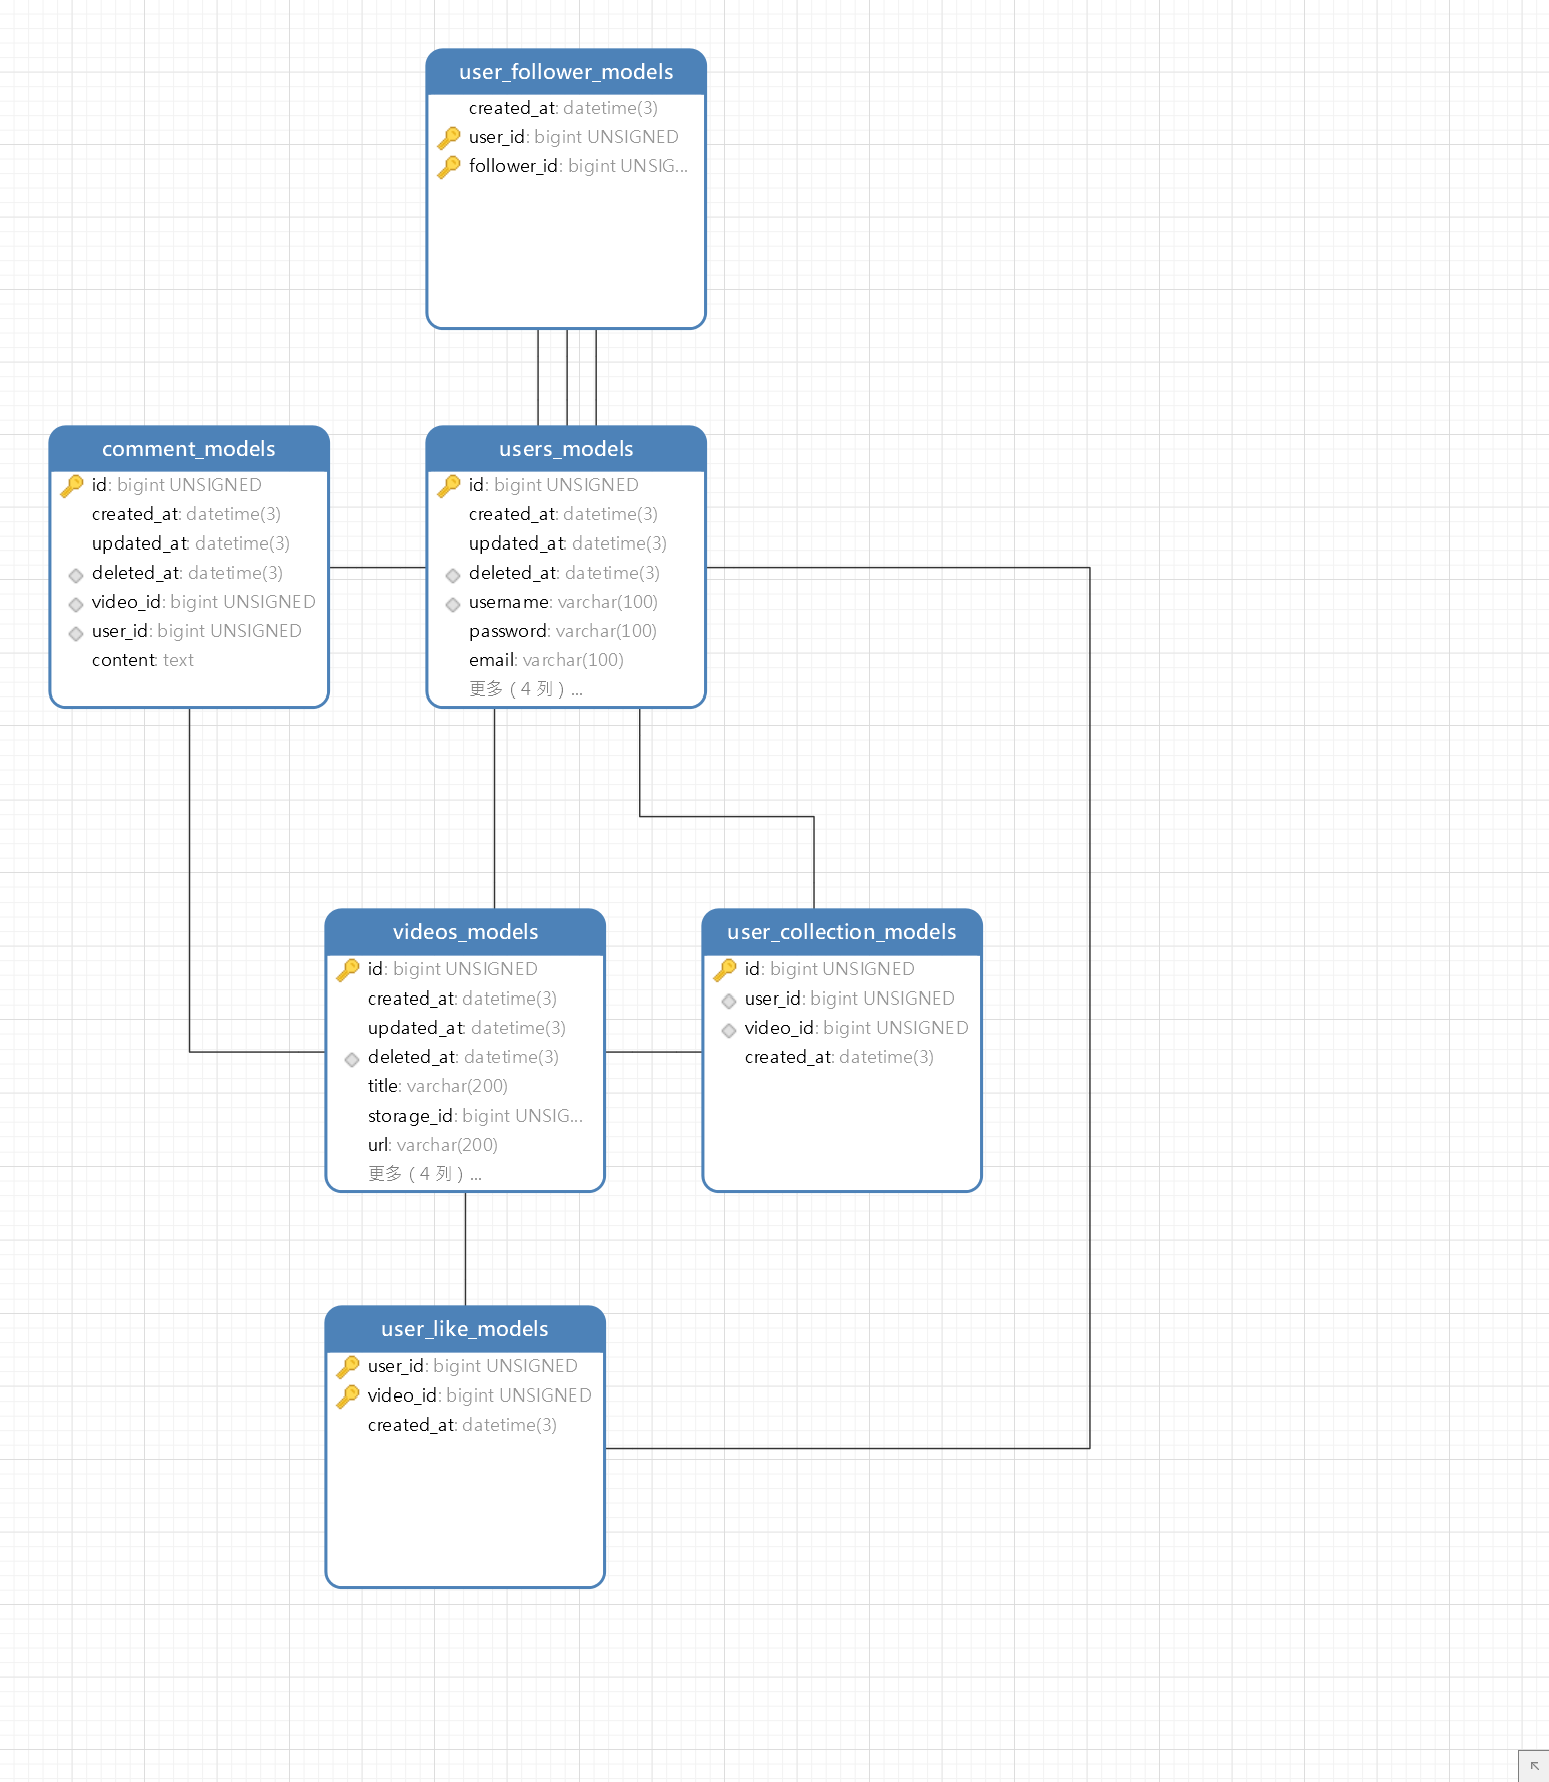 user_follower_models
created_at: datetime(3)
user_id: bigint UNSIGNED
follower_id: bigint UNSIG...
comment_models
id: bigint UNSIGNED
created_at: datetime(3)
updated_at: datetime(3)
deleted_at: datetime(3)
video_id: bigint UNSIGNED
user_id: bigint UNSIGNED
content: text
users_models
id: bigint UNSIGNED
created_at: datetime(3)
updated_at: datetime(3)
deleted_at: datetime(3)
username: varchar(100)
password: varchar(100)
email: varchar(100)
更多 ( 4 列 ) ...
videos_models
id: bigint UNSIGNED
created_at: datetime(3)
updated_at: datetime(3)
deleted_at: datetime(3)
title: varchar(200)
storage_id: bigint UNSIG...
url: varchar(200)
更多 ( 4 列 ) ...
user_collection_models
id: bigint UNSIGNED
user_id: bigint UNSIGNED
video_id: bigint UNSIGNED
created_at: datetime(3)
user_like_models
user_id: bigint UNSIGNED
video_id: bigint UNSIGNED
created_at: datetime(3)